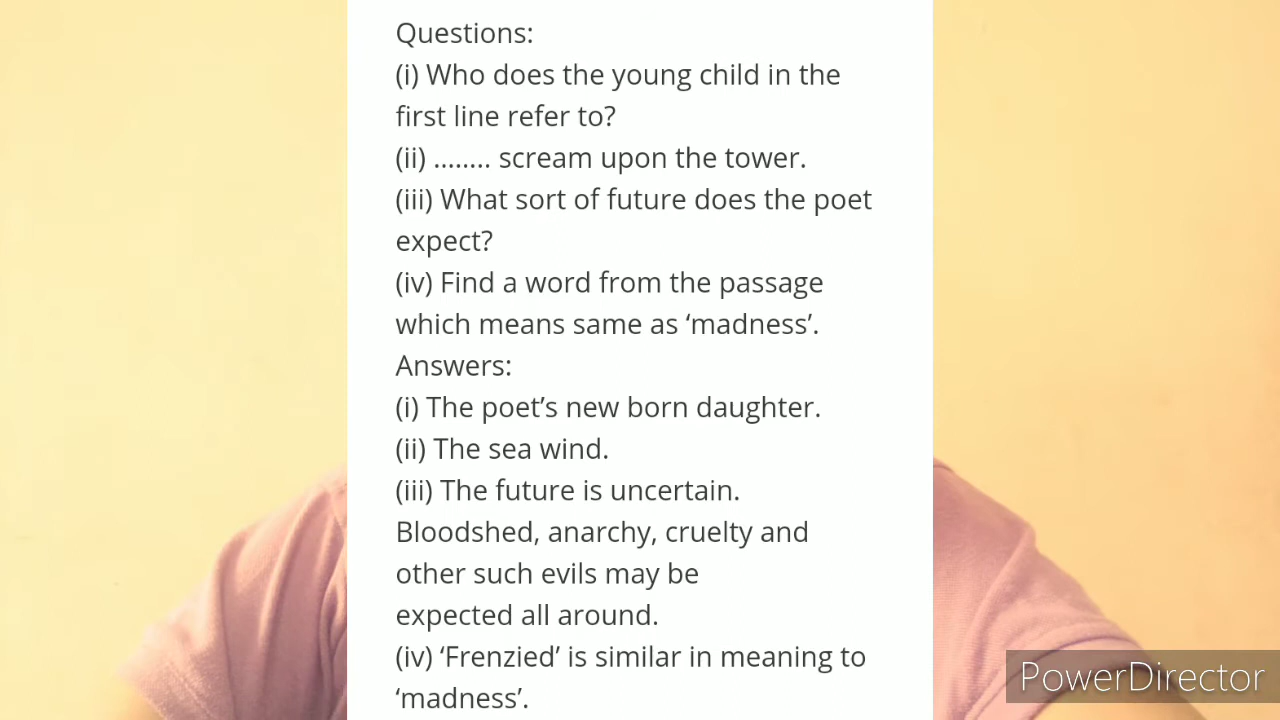 Questions:
(i) Who does the young child in the
first line refer to?
(ii) ........ scream upon the tower.
(iii) What sort of future does the poet
expect?
(iv) Find a word from the passage
which means same as ‘madness’.
Answers:
(i) The poet’s new born daughter.
(ii) The sea wind.
(iii) The future is uncertain.
Bloodshed, anarchy, cruelty and
other such evils may be
expected all around.
(iv) ‘Frenzied’ is similar in meaning to
‘madness’.
PowerDirector